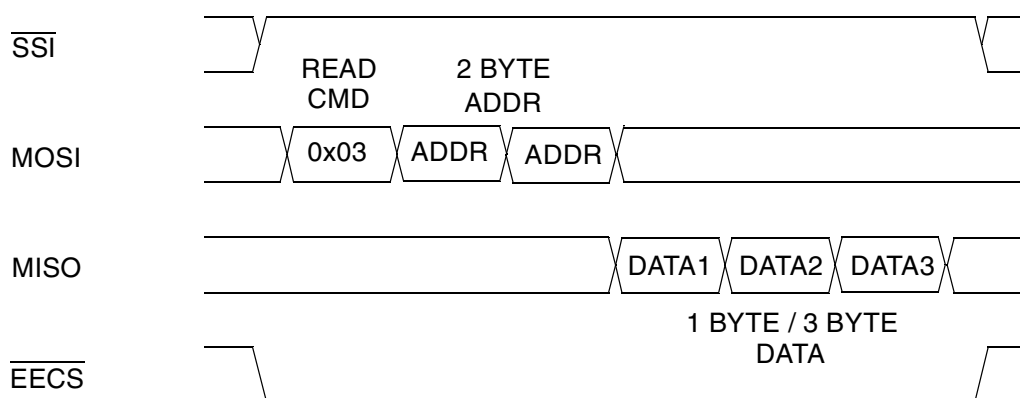 SSI
READ
CMD
2 BYTE
ADDR
MOSI
0x03
ADDR
ADDR
MISO
DATA1
DATA2
DATA3
1 BYTE / 3 BYTE
DATA
EECS